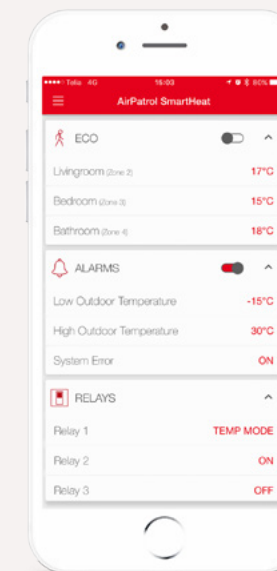 Telia 4G 15:03 80%
AirPatrol SmartHeat
ECO
Livingroom (Zone 2) 17°C
Bedroom (Zone 3) 15°C
Bathroom (Zone 4) 18°C
ALARMS
Low Outdoor Temperature -15°C
High Outdoor Temperature 30°C
System Error ON
RELAYS
Relay 1 TEMP MODE
Relay 2 ON
Relay 3 OFF